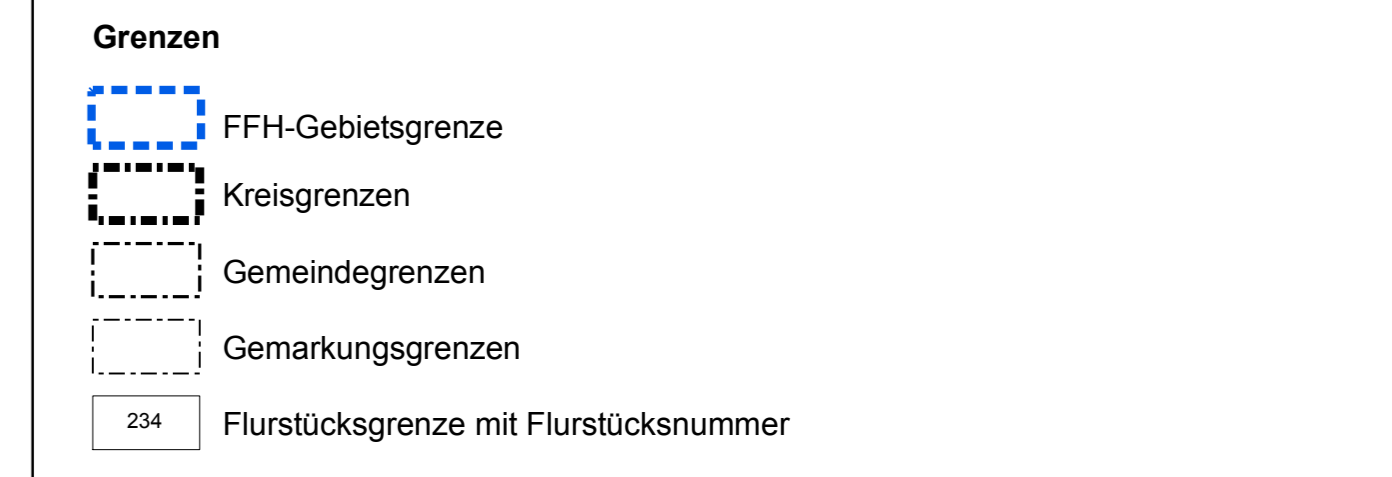 Grenzen
FFH-Gebietsgrenze
Kreisgrenzen
Gemeindegrenzen
Gemarkungsgrenzen
234 Flurstücksgrenze mit Flurstücksnummer